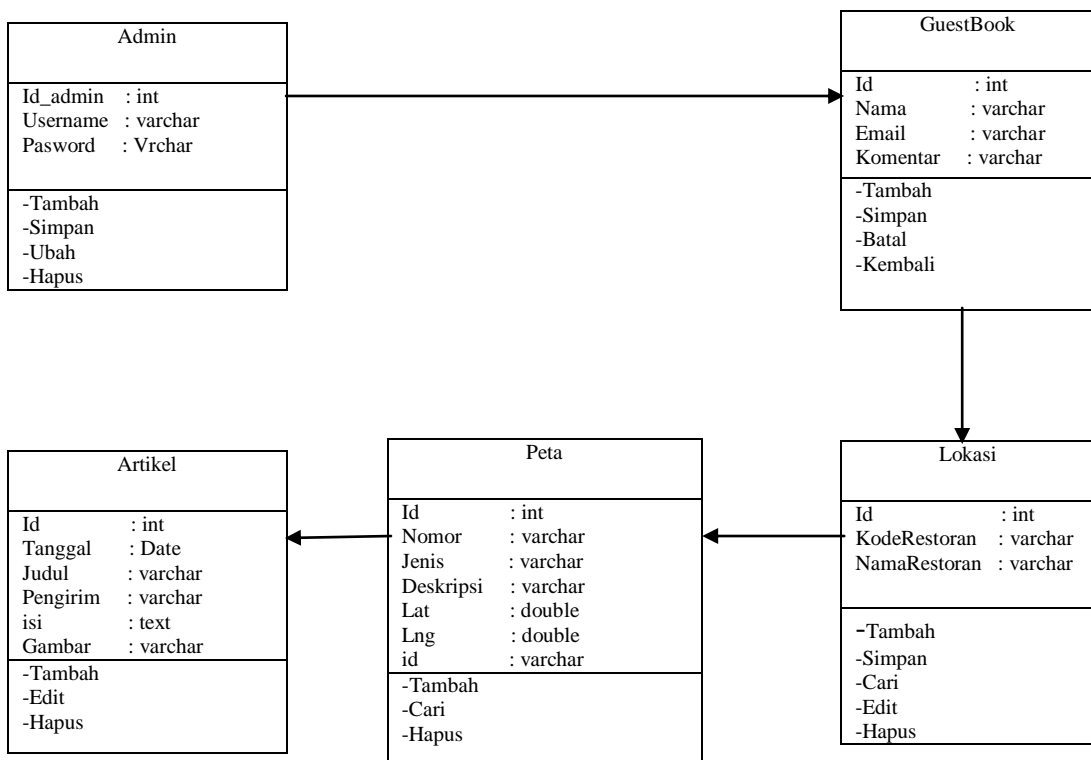 Admin
Id_admin : int
Username : varchar
Pasword : Vrchar
-Tambah
-Simpan
-Ubah
-Hapus
GuestBook
Id : int
Nama : varchar
Email : varchar
Komentar : varchar
-Tambah
-Simpan
-Batal
-Kembali
Artikel
Id : int
Tanggal : Date
Judul : varchar
Pengirim : varchar
isi : text
Gambar : varchar
-Tambah
-Edit
-Hapus
Peta
Id : int
Nomor : varchar
Jenis : varchar
Deskripsi : varchar
Lat : double
Lng : double
id : varchar
-Tambah
-Cari
-Hapus
Lokasi
Id : int
KodeRestoran : varchar
NamaRestoran : varchar
-Tambah
-Simpan
-Cari
-Edit
-Hapus